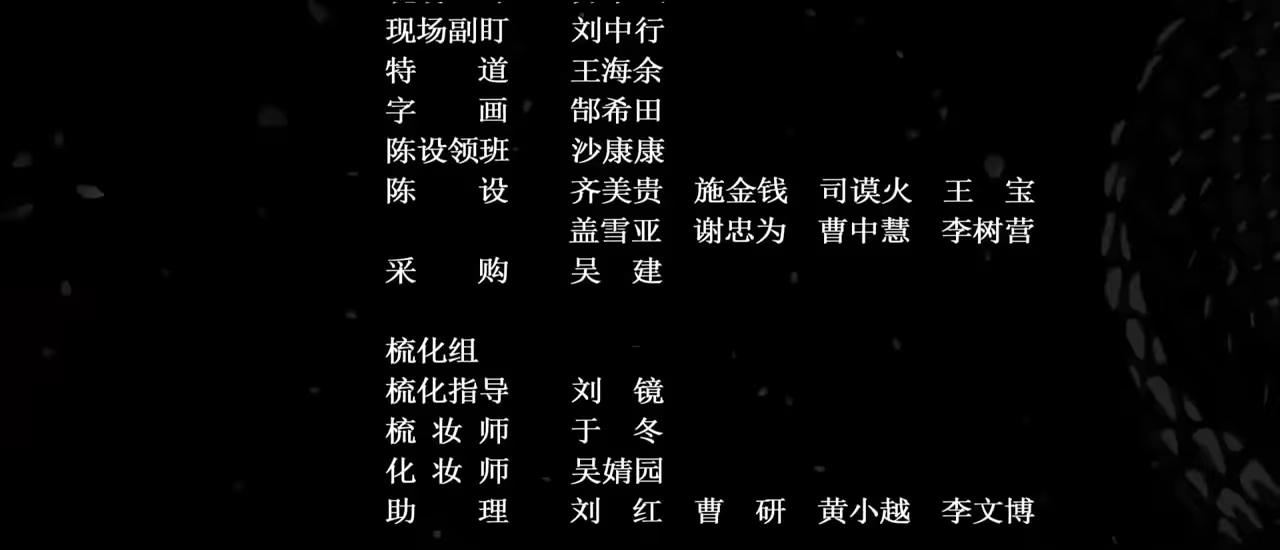 现场副盯 刘中行
特 道 王海余
字 画 郜希田
陈设领班 沙康康
陈 设 齐美贵 施金钱 司谟火 王 宝
盖雪亚 谢忠为 曹中慧 李树营
采 购 吴 建
梳化组
梳化指导 刘 镜
梳 妆 师 于 冬
化 妆 师 吴婧园
助 理 刘 红 曹 研 黄小越 李文博